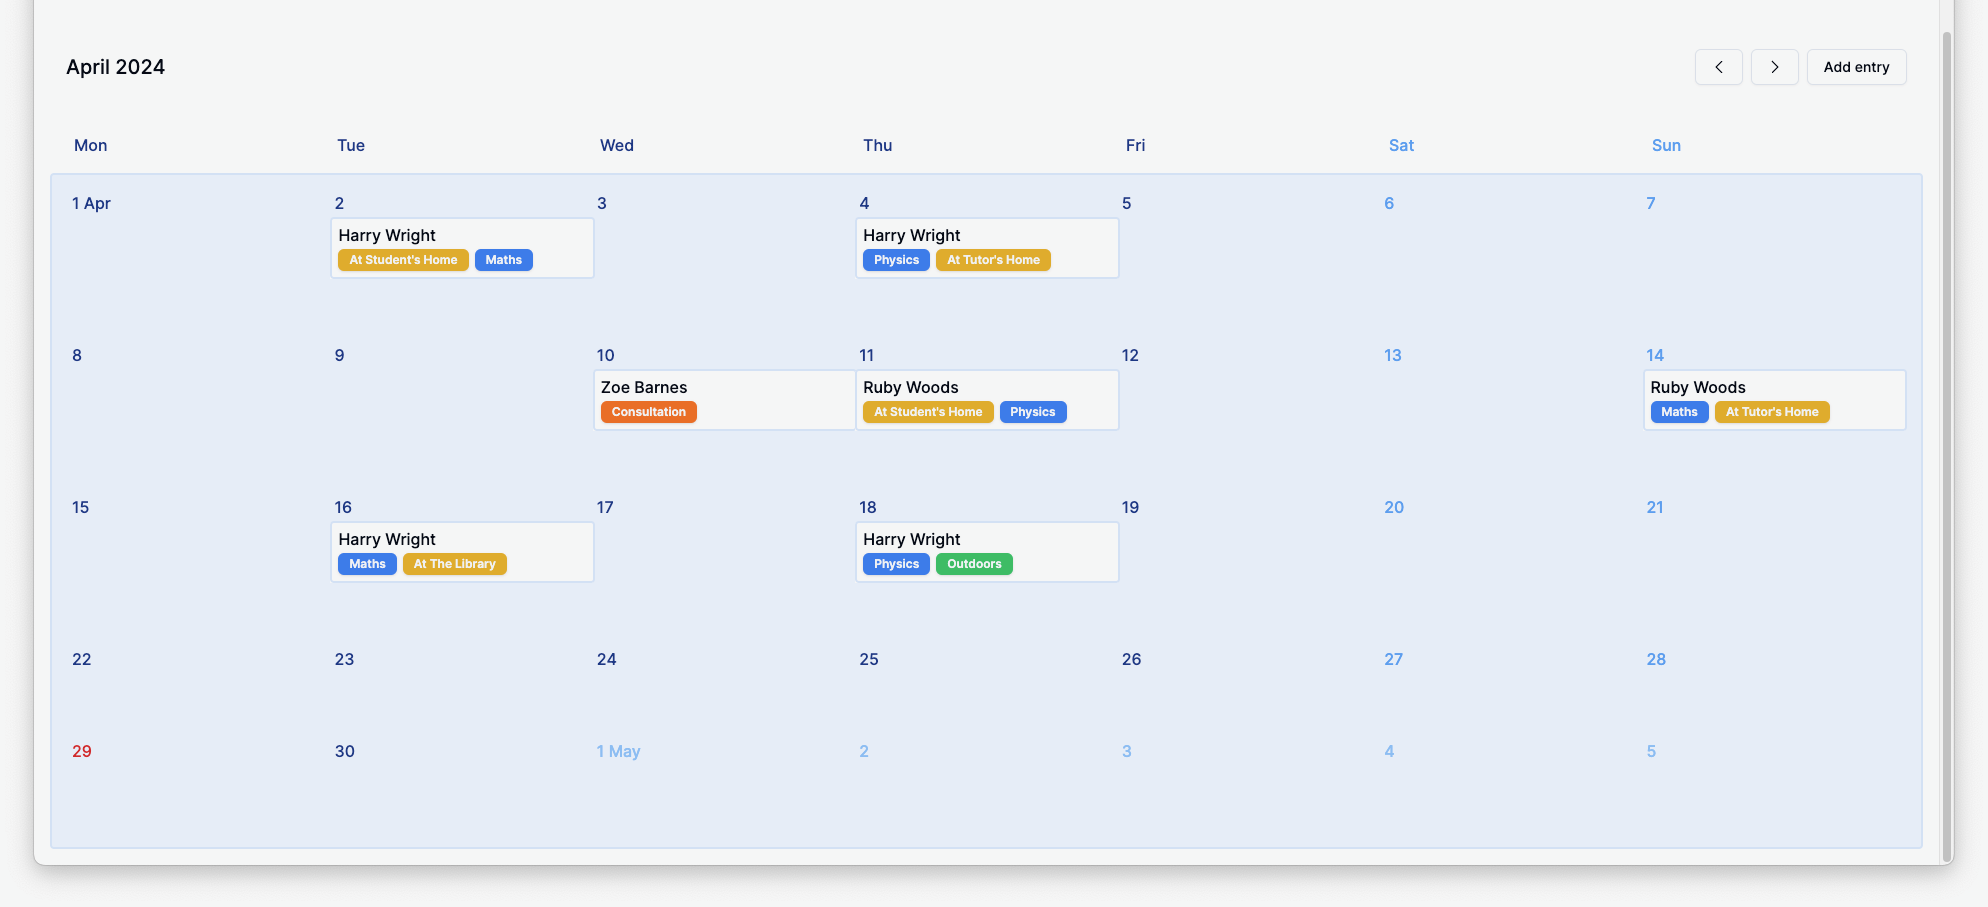 April 2024
Add entry
Mon Tue Wed Thu Fri Sat Sun
1 Apr 2 3 4 5 6 7
Harry Wright Harry Wright
At Student's Home Maths Physics At Tutor's Home
8 9 10 11 12 13 14
Zoe Barnes Ruby Woods Ruby Woods
Consultation At Student's Home Physics Maths At Tutor's Home
15 16 17 18 19 20 21
Harry Wright Harry Wright
Maths At The Library Physics Outdoors
22 23 24 25 26 27 28
29 30 1 May 2 3 4 5